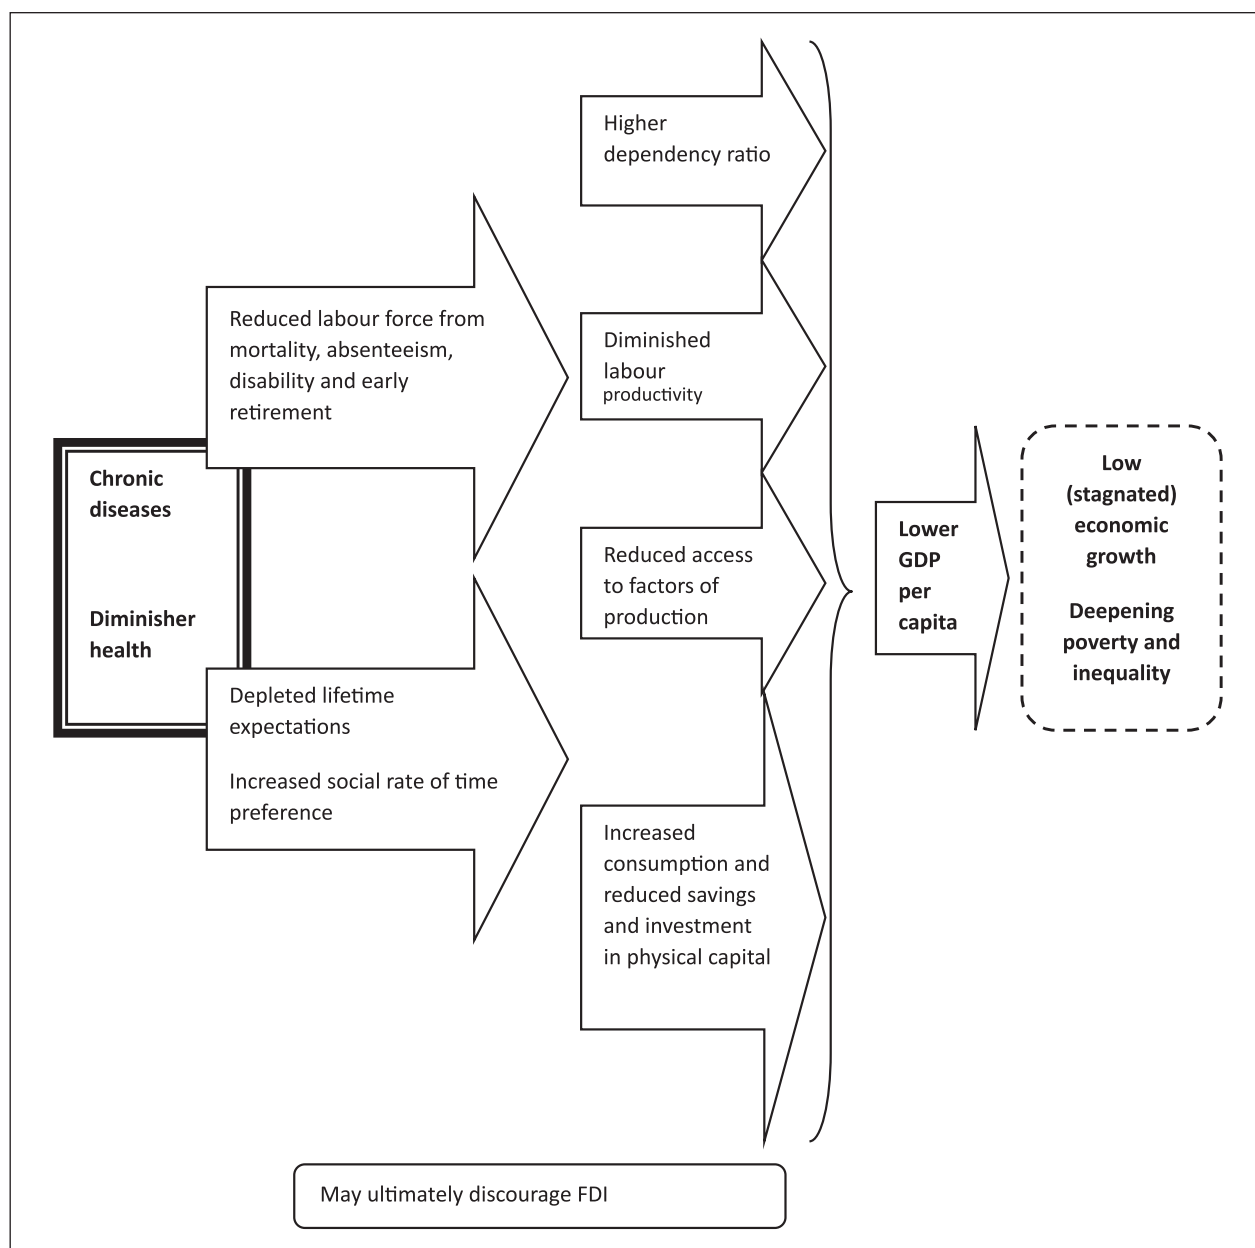 Chronic
diseases
Diminisher
health
Reduced labour force from
mortality, absenteeism,
disability and early
retirement
Depleted lifetime
expectations
Increased social rate of time
preference
Higher
dependency ratio
Diminished
labour
productivity
Reduced access
to factors of
production
Increased
consumption and
reduced savings
and investment
in physical capital
Lower
GDP
per
capita
Low
(stagnated)
economic
growth
Deepening
poverty and
inequality
May ultimately discourage FDI